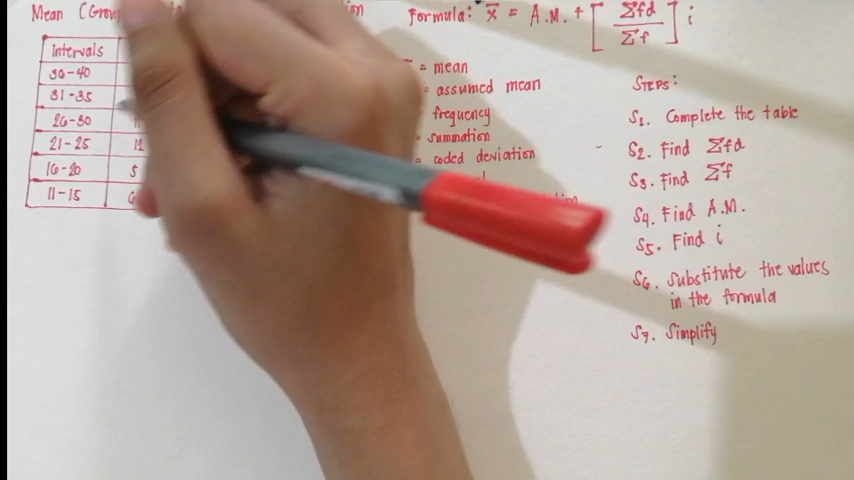 Mean (Grou
Formula: x̄ = A.M. + [ Σfd / Σf ] i
Intervals
36-40
31-35
26-30
21-25 12
16-20 5
11-15 6
= mean
= assumed mean
= frequency
= summation
= coded deviation
STEPS:
S1. Complete the table
S2. Find Σfd
S3. Find Σf
S4. Find A.M.
S5. Find i
S6. Substitute the values
in the formula
S7. Simplify